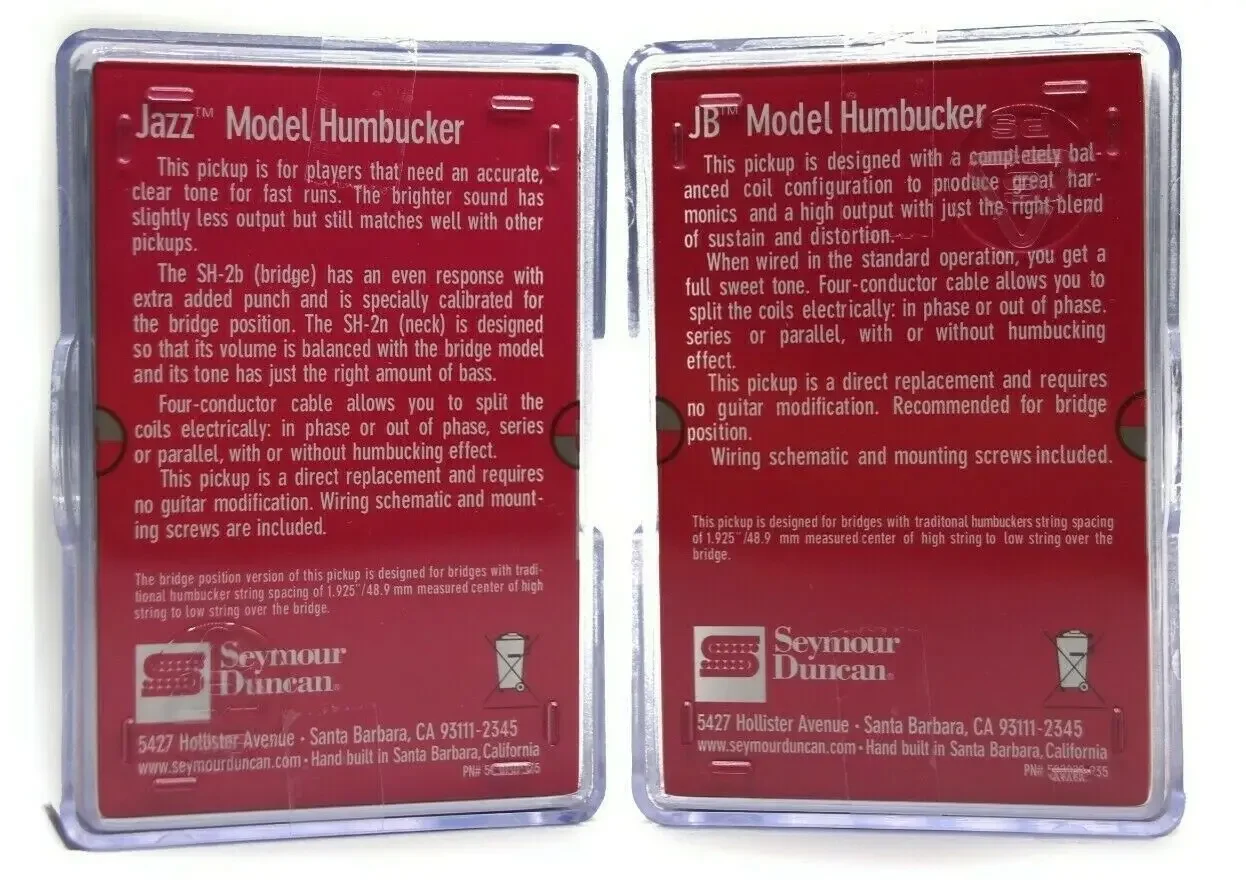 Jazz™ Model Humbucker
This pickup is for players that need an accurate,
clear tone for fast runs. The brighter sound has
slightly less output but still matches well with other
pickups.
The SH-2b (bridge) has an even response with
extra added punch and is specially calibrated for
the bridge position. The SH-2n (neck) is designed
so that its volume is balanced with the bridge model
and its tone has just the right amount of bass.
Four-conductor cable allows you to split the
coils electrically: in phase or out of phase, series
or parallel, with or without humbucking effect.
This pickup is a direct replacement and requires
no guitar modification. Wiring schematic and mount-
ing screws are included.
The bridge position version of this pickup is designed for bridges with tradi-
tional humbucker string spacing of 1.925"/48.9 mm measured center of high
string to low string over the bridge.
Seymour
Duncan®
5427 Hollister Avenue • Santa Barbara, CA 93111-2345
www.seymourduncan.com • Hand built in Santa Barbara, California
PN#
JB™ Model Humbucker
This pickup is designed with a completely bal-
anced coil configuration to produce great har-
monics and a high output with just the right blend
of sustain and distortion.
When wired in the standard operation, you get a
full sweet tone. Four-conductor cable allows you to
split the coils electrically: in phase or out of phase.
series or parallel, with or without humbucking
effect.
This pickup is a direct replacement and requires
no guitar modification. Recommended for bridge
position.
Wiring schematic and mounting screws included.
This pickup is designed for bridges with traditonal humbuckers string spacing
of 1.925"/48.9 mm measured center of high string to low string over the
bridge.
Seymour
Duncan®
5427 Hollister Avenue • Santa Barbara, CA 93111-2345
www.seymourduncan.com • Hand built in Santa Barbara, California
PN#